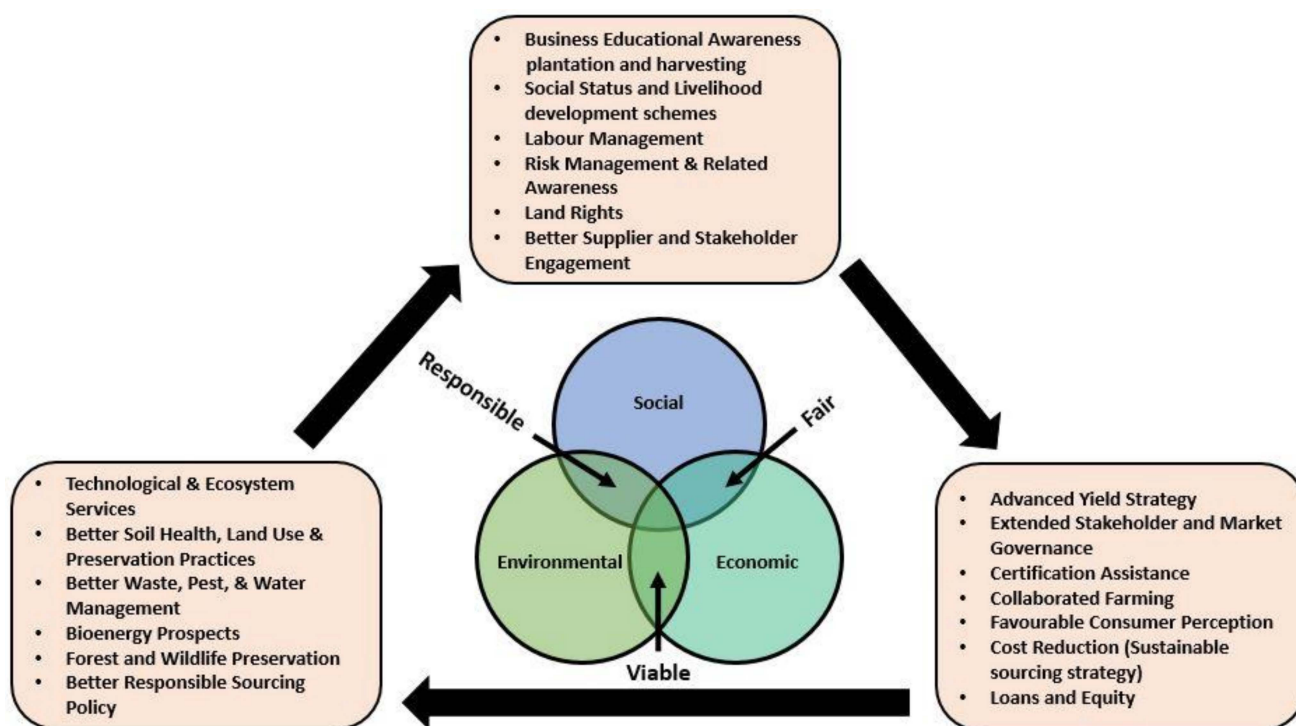 • Business Educational Awareness
plantation and harvesting
• Social Status and Livelihood
development schemes
• Labour Management
• Risk Management & Related
Awareness
• Land Rights
• Better Supplier and Stakeholder
Engagement
Responsible
Fair
Social
Environmental
Economic
Viable
• Technological & Ecosystem
Services
• Better Soil Health, Land Use &
Preservation Practices
• Better Waste, Pest, & Water
Management
• Bioenergy Prospects
• Forest and Wildlife Preservation
• Better Responsible Sourcing
Policy
• Advanced Yield Strategy
• Extended Stakeholder and Market
Governance
• Certification Assistance
• Collaborated Farming
• Favourable Consumer Perception
• Cost Reduction (Sustainable
sourcing strategy)
• Loans and Equity